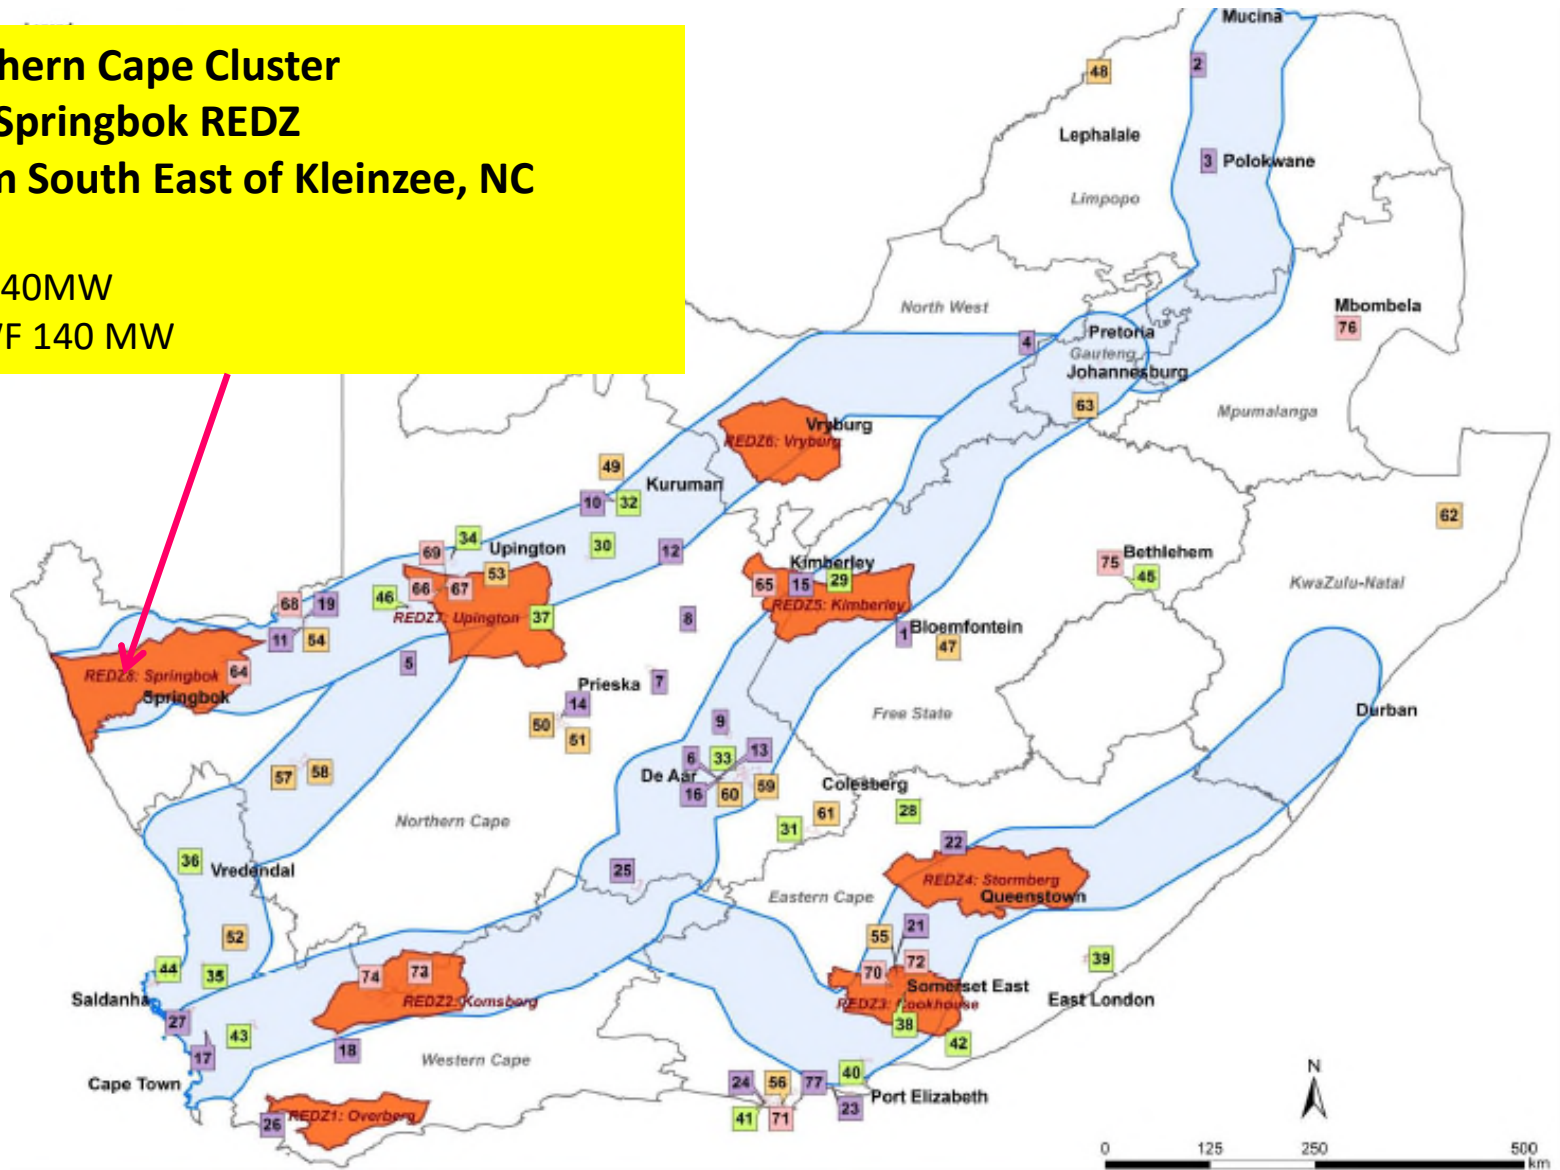 hern Cape Cluster
Springbok REDZ
South East of Kleinzee, NC
40MW
140 MW
Mucina
48
2
Lephalale
3
Polokwane
Limpopo
North West
Mbombela
76
4
Pretoria
Gauteng
Johannesburg
63
Mpumalanga
Vryburg
REDZ6: Vryburg
49
Kuruman
10
32
62
34
69
Upington
30
12
53
Kimberley
75
Bethlehem
45
KwaZulu-Natal
66
67
65
15
29
46
68
19
REDZ7: Upington
37
REDZ5: Kimberley
8
11
54
1
Bloemfontein
47
5
REDZ8: Springbok
64
Springbok
Prieska
7
14
50
51
Free State
Durban
9
6
33
13
De Aar
57
58
16
60
59
Colesberg
61
28
31
Northern Cape
22
36
Vredendal
25
REDZ4: Stormberg
Queenstown
Eastern Cape
52
55
21
44
35
74
73
70
72
39
Saldanha
REDZ2: Komsberg
Somerset East
REDZ3: Cookhouse
East London
27
43
38
42
17
18
Western Cape
Cape Town
40
24
56
77
Port Elizabeth
23
41
71
26
REDZ1: Overberg
N
0 125 250 500
km